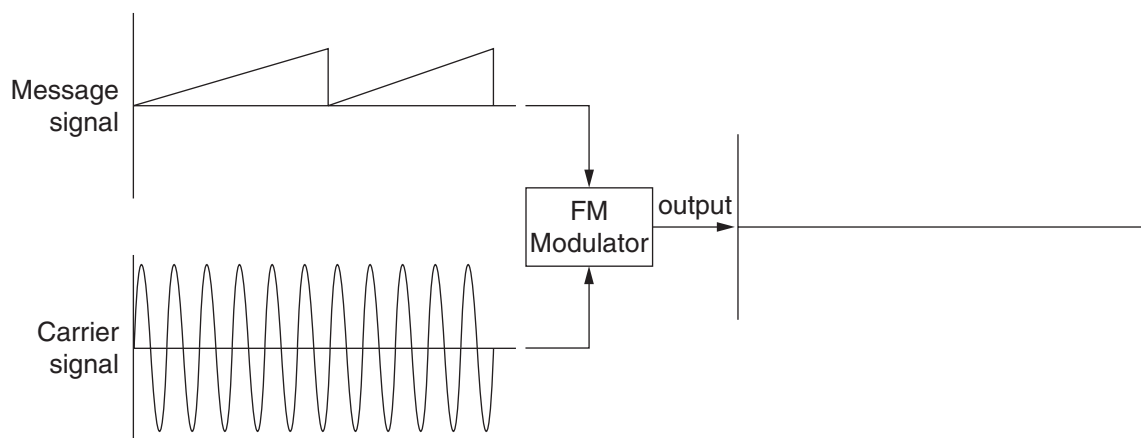 Message
signal
FM
Modulator
output
Carrier
signal